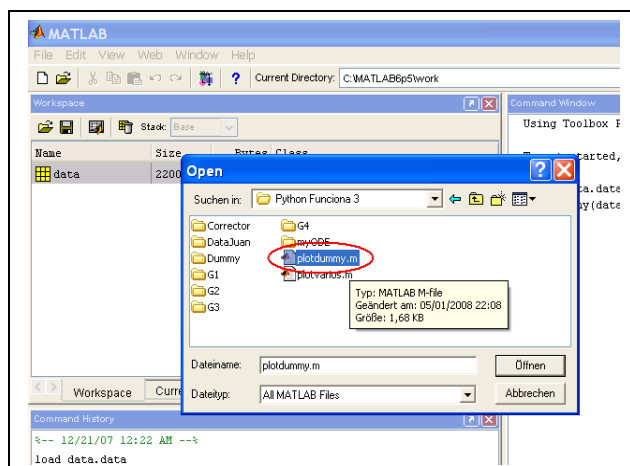 MATLAB
File Edit View Web Window Help
? Current Directory: C:\MATLAB6p5\work
Workspace
Stack: Base
Name Size Bytes Class
data 2200
Command Window
Using Toolbox
Open
Suchen in: Python Funciona 3
Corrector
DataJuan
Dummy
G1
G2
G3
G4
myODE
plotdummy.m
plotvarios.m
Typ: MATLAB M-file
Geändert am: 05/01/2008 22:08
Größe: 1,68 KB
Dateiname: plotdummy.m Öffnen
Dateityp: All MATLAB Files Abbrechen
Workspace Curre
Command History
%-- 12/21/07 12:22 AM --%
load data.data